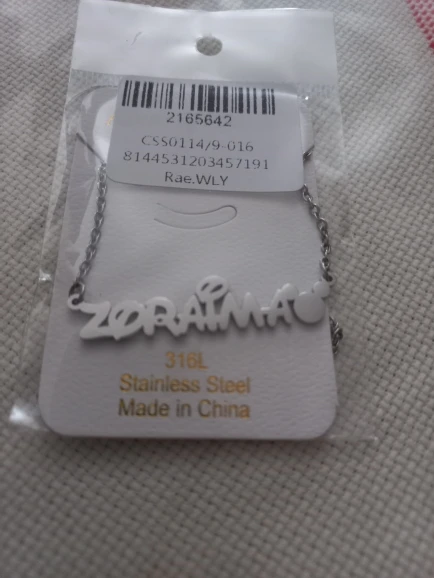 2165642
CSS0114/9-016
8144531203457191
Rae.WLY
ZORAIMA
316L
Stainless Steel
Made in China